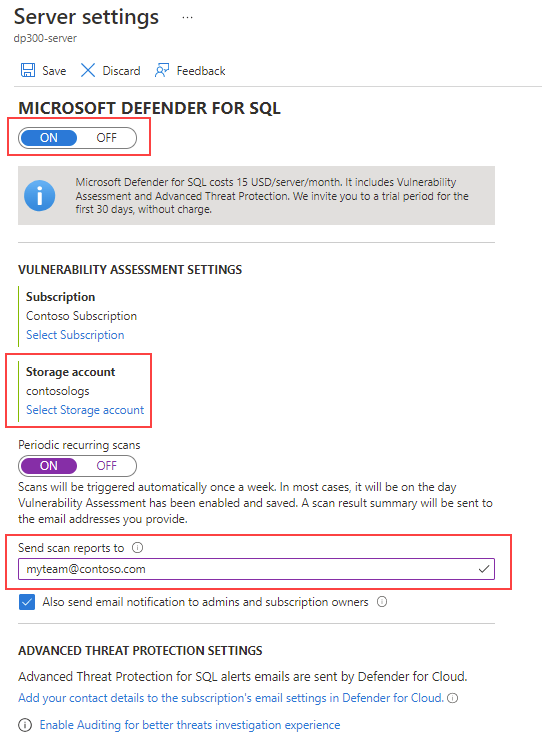 Server settings ...
dp300-server
Save Discard Feedback
MICROSOFT DEFENDER FOR SQL
ON OFF
Microsoft Defender for SQL costs 15 USD/server/month. It includes Vulnerability
Assessment and Advanced Threat Protection. We invite you to a trial period for the
first 30 days, without charge.
VULNERABILITY ASSESSMENT SETTINGS
Subscription
Contoso Subscription
Select Subscription
Storage account
contosologs
Select Storage account
Periodic recurring scans
ON OFF
Scans will be triggered automatically once a week. In most cases, it will be on the day
Vulnerability Assessment has been enabled and saved. A scan result summary will be sent to
the email addresses you provide.
Send scan reports to
myteam@contoso.com
Also send email notification to admins and subscription owners
ADVANCED THREAT PROTECTION SETTINGS
Advanced Threat Protection for SQL alerts emails are sent by Defender for Cloud.
Add your contact details to the subscription's email settings in Defender for Cloud.
Enable Auditing for better threats investigation experience